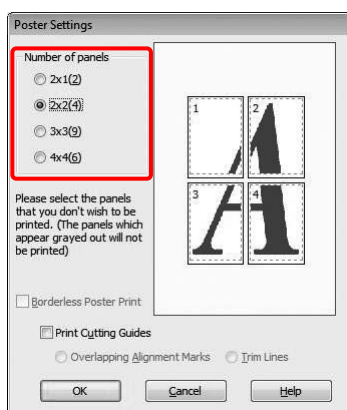 Poster Settings
Number of panels
2x1(2)
2x2(4)
3x3(9)
4x4(6)
1 2
3 4
Please select the panels
that you don't wish to be
printed. (The panels which
appear grayed out will not
be printed)
Borderless Poster Print
Print Cutting Guides
Overlapping Alignment Marks Trim Lines
OK Cancel Help